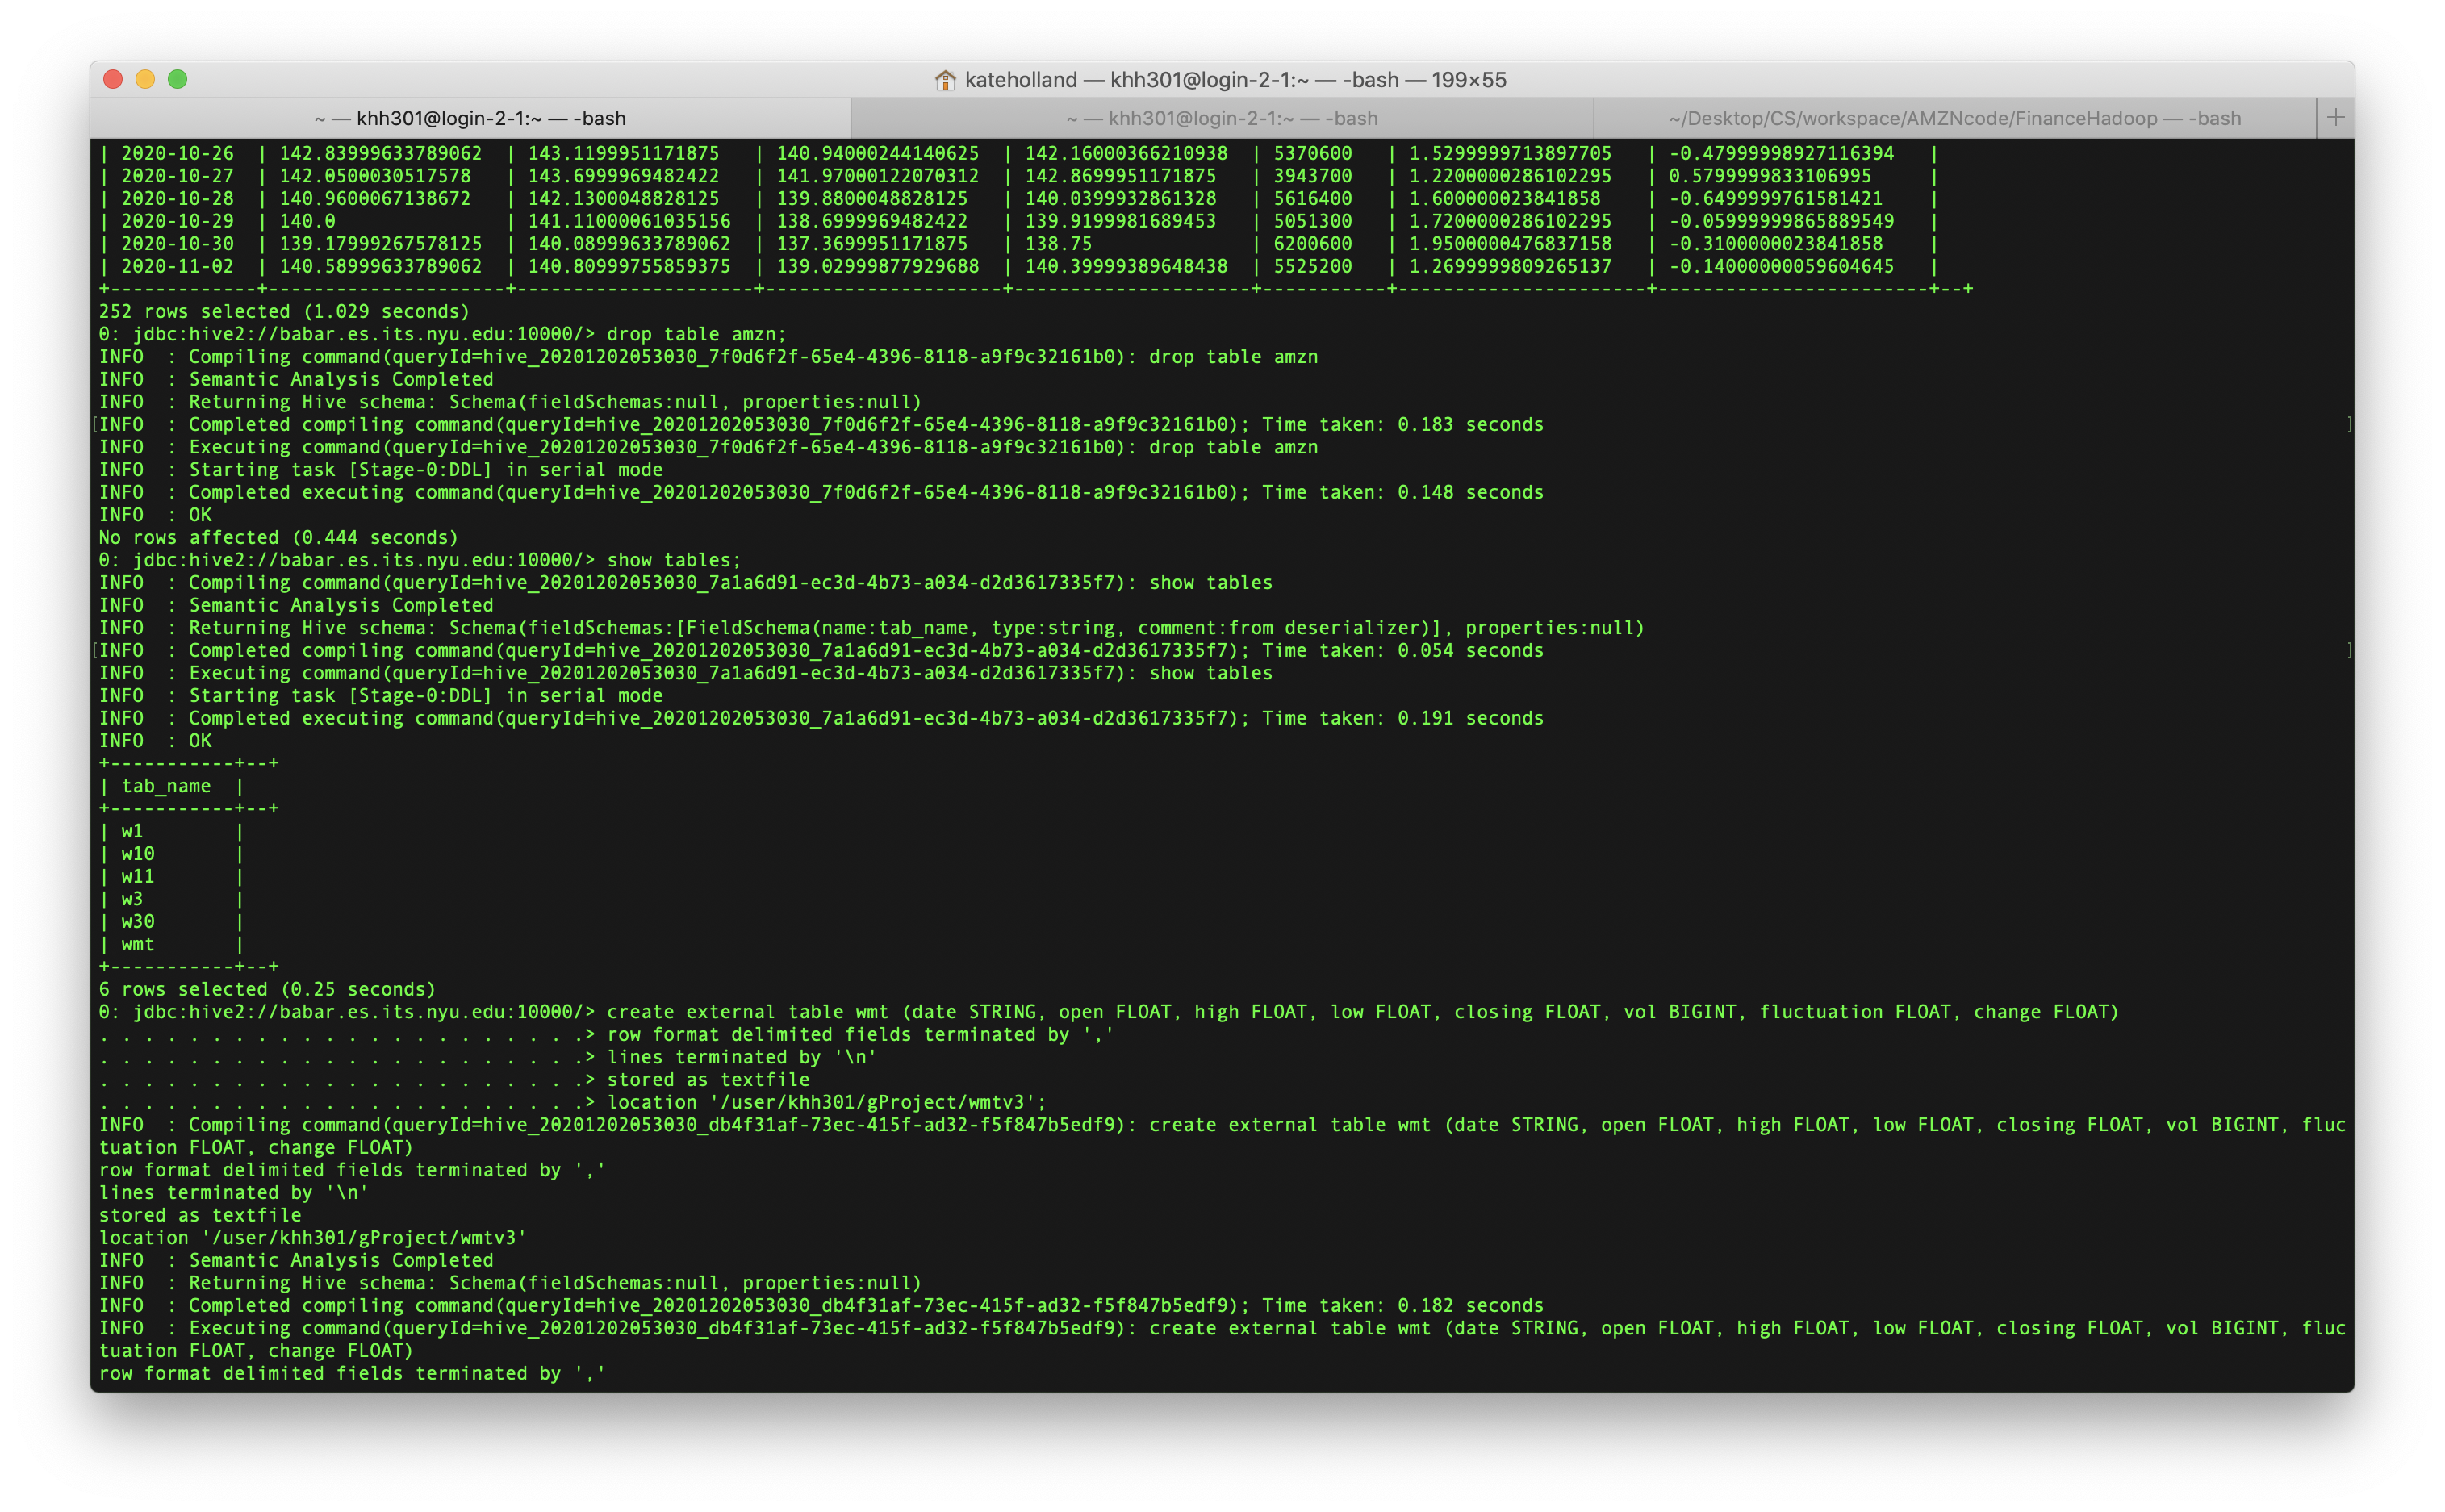 kateholland — khh301@login-2-1:~ — -bash — 199×55
~ — khh301@login-2-1:~ — -bash
~ — khh301@login-2-1:~ — -bash
~/Desktop/CS/workspace/AMZNcode/FinanceHadoop — -bash
+
| 2020-10-26  | 142.83999633789062  | 143.1199951171875   | 140.94000244140625  | 142.16000366210938  | 5370600   | 1.5299999713897705   | -0.47999998927116394   |
| 2020-10-27  | 142.0500030517578   | 143.6999969482422   | 141.97000122070312  | 142.8699951171875   | 3943700   | 1.2200000286102295   | 0.5799999833106995     |
| 2020-10-28  | 140.9600067138672   | 142.1300048828125   | 139.8800048828125   | 140.0399932861328   | 5616400   | 1.600000023841858    | -0.6499999761581421    |
| 2020-10-29  | 140.0               | 141.11000061035156  | 138.6999969482422   | 139.9199981689453   | 5051300   | 1.7200000286102295   | -0.05999999865889549   |
| 2020-10-30  | 139.17999267578125  | 140.08999633789062  | 137.3699951171875   | 138.75              | 6200600   | 1.9500000476837158   | -0.3100000023841858    |
| 2020-11-02  | 140.58999633789062  | 140.80999755859375  | 139.02999877929688  | 140.39999389648438  | 5525200   | 1.2699999809265137   | -0.14000000059604645   |
+-------------+---------------------+---------------------+---------------------+---------------------+-----------+----------------------+------------------------+--+
252 rows selected (1.029 seconds)
0: jdbc:hive2://babar.es.its.nyu.edu:10000/> drop table amzn;
INFO  : Compiling command(queryId=hive_20201202053030_7f0d6f2f-65e4-4396-8118-a9f9c32161b0): drop table amzn
INFO  : Semantic Analysis Completed
INFO  : Returning Hive schema: Schema(fieldSchemas:null, properties:null)
[INFO  : Completed compiling command(queryId=hive_20201202053030_7f0d6f2f-65e4-4396-8118-a9f9c32161b0); Time taken: 0.183 seconds ]
INFO  : Executing command(queryId=hive_20201202053030_7f0d6f2f-65e4-4396-8118-a9f9c32161b0): drop table amzn
INFO  : Starting task [Stage-0:DDL] in serial mode
INFO  : Completed executing command(queryId=hive_20201202053030_7f0d6f2f-65e4-4396-8118-a9f9c32161b0); Time taken: 0.148 seconds
INFO  : OK
No rows affected (0.444 seconds)
0: jdbc:hive2://babar.es.its.nyu.edu:10000/> show tables;
INFO  : Compiling command(queryId=hive_20201202053030_7a1a6d91-ec3d-4b73-a034-d2d3617335f7): show tables
INFO  : Semantic Analysis Completed
INFO  : Returning Hive schema: Schema(fieldSchemas:[FieldSchema(name:tab_name, type:string, comment:from deserializer)], properties:null)
[INFO  : Completed compiling command(queryId=hive_20201202053030_7a1a6d91-ec3d-4b73-a034-d2d3617335f7); Time taken: 0.054 seconds ]
INFO  : Executing command(queryId=hive_20201202053030_7a1a6d91-ec3d-4b73-a034-d2d3617335f7): show tables
INFO  : Starting task [Stage-0:DDL] in serial mode
INFO  : Completed executing command(queryId=hive_20201202053030_7a1a6d91-ec3d-4b73-a034-d2d3617335f7); Time taken: 0.191 seconds
INFO  : OK
+-----------+--+
| tab_name  |
+-----------+--+
| w1        |
| w10       |
| w11       |
| w3        |
| w30       |
| wmt       |
+-----------+--+
6 rows selected (0.25 seconds)
0: jdbc:hive2://babar.es.its.nyu.edu:10000/> create external table wmt (date STRING, open FLOAT, high FLOAT, low FLOAT, closing FLOAT, vol BIGINT, fluctuation FLOAT, change FLOAT)
. . . . . . . . . . . . . . . . . . . . . .> row format delimited fields terminated by ','
. . . . . . . . . . . . . . . . . . . . . .> lines terminated by '\n'
. . . . . . . . . . . . . . . . . . . . . .> stored as textfile
. . . . . . . . . . . . . . . . . . . . . .> location '/user/khh301/gProject/wmtv3';
INFO  : Compiling command(queryId=hive_20201202053030_db4f31af-73ec-415f-ad32-f5f847b5edf9): create external table wmt (date STRING, open FLOAT, high FLOAT, low FLOAT, closing FLOAT, vol BIGINT, fluc
tuation FLOAT, change FLOAT)
row format delimited fields terminated by ','
lines terminated by '\n'
stored as textfile
location '/user/khh301/gProject/wmtv3'
INFO  : Semantic Analysis Completed
INFO  : Returning Hive schema: Schema(fieldSchemas:null, properties:null)
INFO  : Completed compiling command(queryId=hive_20201202053030_db4f31af-73ec-415f-ad32-f5f847b5edf9); Time taken: 0.182 seconds
INFO  : Executing command(queryId=hive_20201202053030_db4f31af-73ec-415f-ad32-f5f847b5edf9): create external table wmt (date STRING, open FLOAT, high FLOAT, low FLOAT, closing FLOAT, vol BIGINT, fluc
tuation FLOAT, change FLOAT)
row format delimited fields terminated by ','